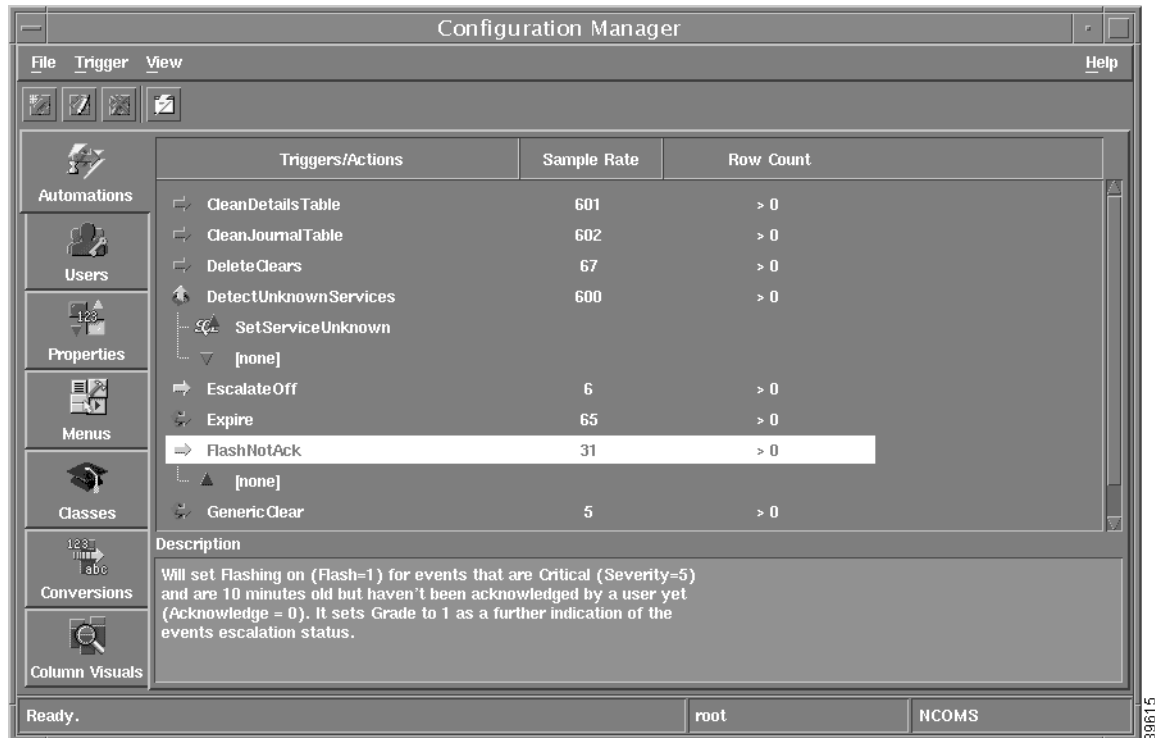 Configuration Manager
File Trigger View Help
Automations
Users
Properties
Menus
Classes
Conversions
Column Visuals
Triggers/Actions Sample Rate Row Count
CleanDetailsTable 601 > 0
CleanJournalTable 602 > 0
DeleteClears 67 > 0
DetectUnknownServices 600 > 0
SetServiceUnknown
[none]
EscalateOff 6 > 0
Expire 65 > 0
FlashNotAck 31 > 0
[none]
GenericClear 5 > 0
Description
Will set Flashing on (Flash=1) for events that are Critical (Severity=5)
and are 10 minutes old but haven't been acknowledged by a user yet
(Acknowledge = 0). It sets Grade to 1 as a further indication of the
events escalation status.
Ready. root NCOMS
39615